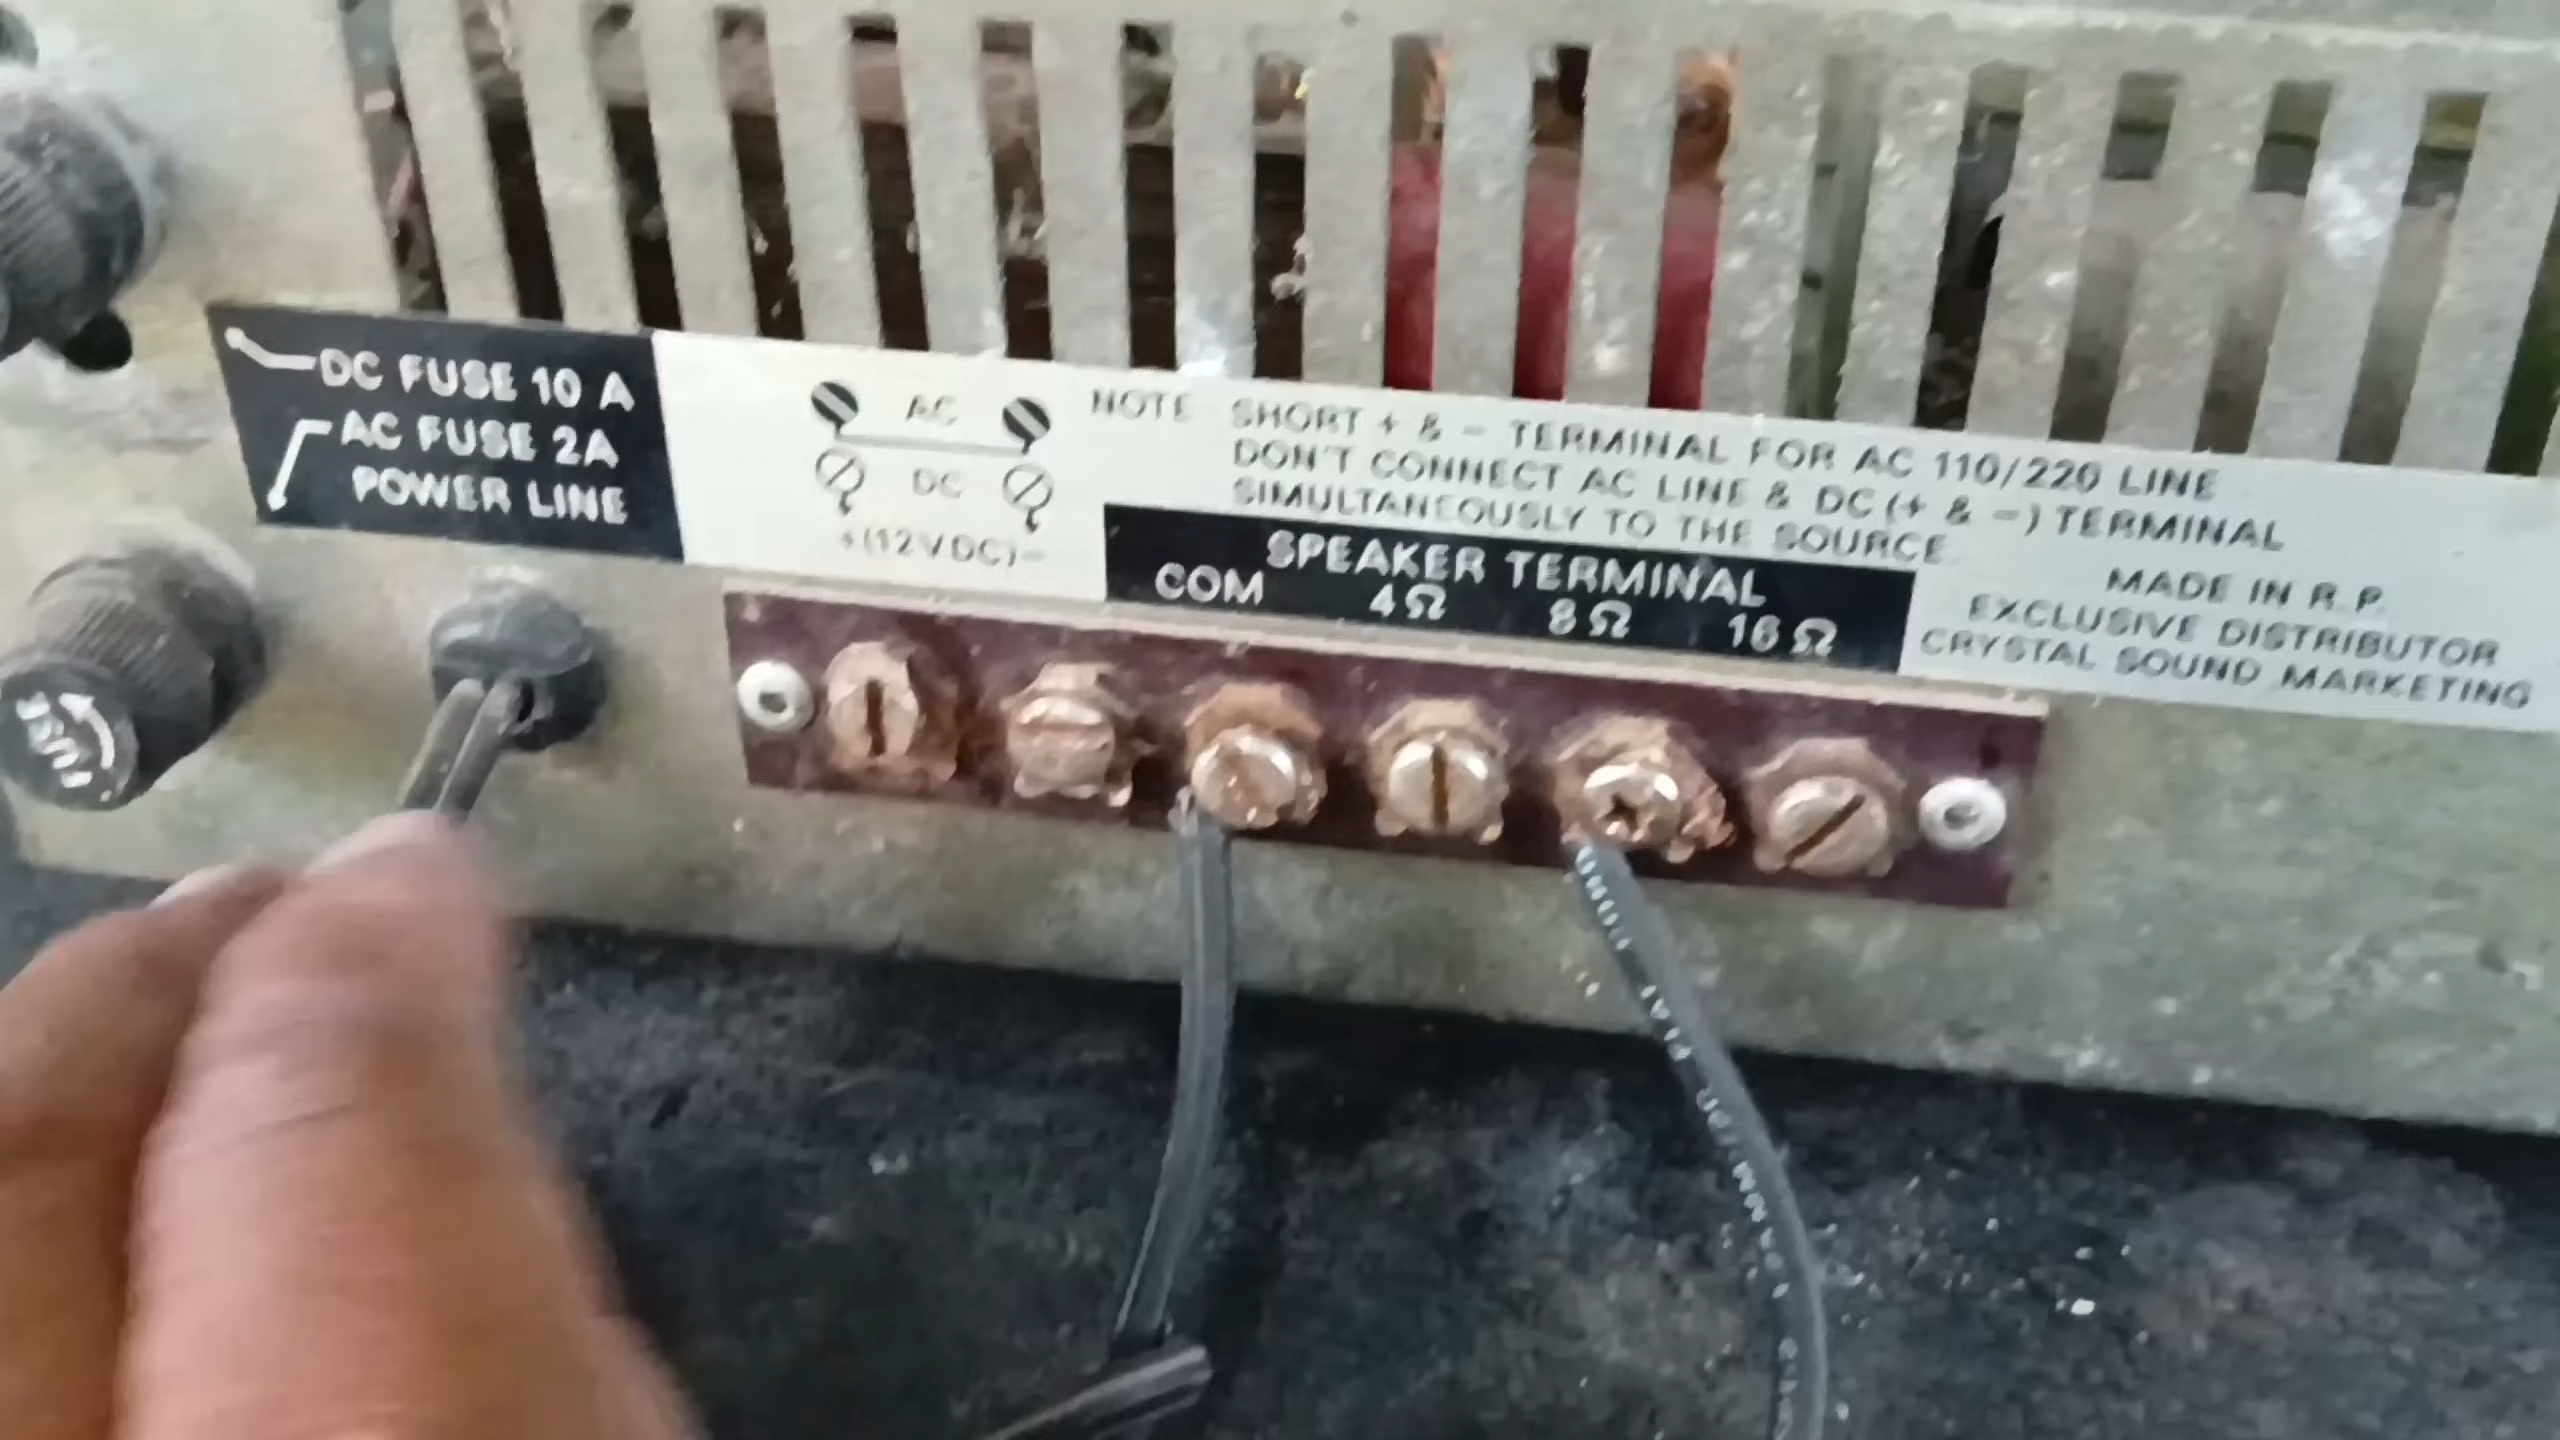 DC FUSE 10 A
AC FUSE 2A
POWER LINE
AC
DC
+(12VDC)-
NOTE SHORT + & - TERMINAL FOR AC 110/220 LINE
DON'T CONNECT AC LINE & DC (+ & -) TERMINAL
SIMULTANEOUSLY TO THE SOURCE.
SPEAKER TERMINAL
COM 4Ω 8Ω 16Ω
MADE IN R.P.
EXCLUSIVE DISTRIBUTOR
CRYSTAL SOUND MARKETING
FUSE
FLAT